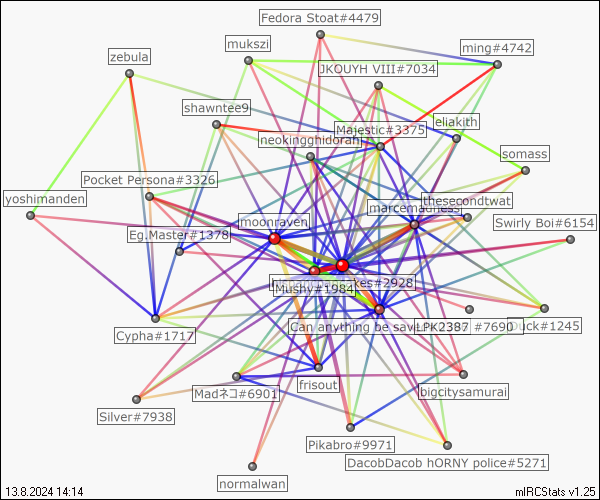 Fedora Stoat#4479
mukszi
ming#4742
zebula
JKOUYH VIII#7034
shawntee9
eliakith
Majestic#3375
neokingghidorah
somass
Pocket Persona#3326
yoshimanden
thesecondtwat
marcemadness
moonraven
Swirly Boi#6154
Eg.Master#1378
kes#2928
Mushy#1984
Cypha#1717
Can anything be save
LPK2387
#7690
Duck#1245
frisout
Madネコ#6901
bigcitysamurai
Silver#7938
Pikabro#9971
DacobDacob hORNY police#5271
normalwan
13.8.2024 14:14
mIRCStats v1.25